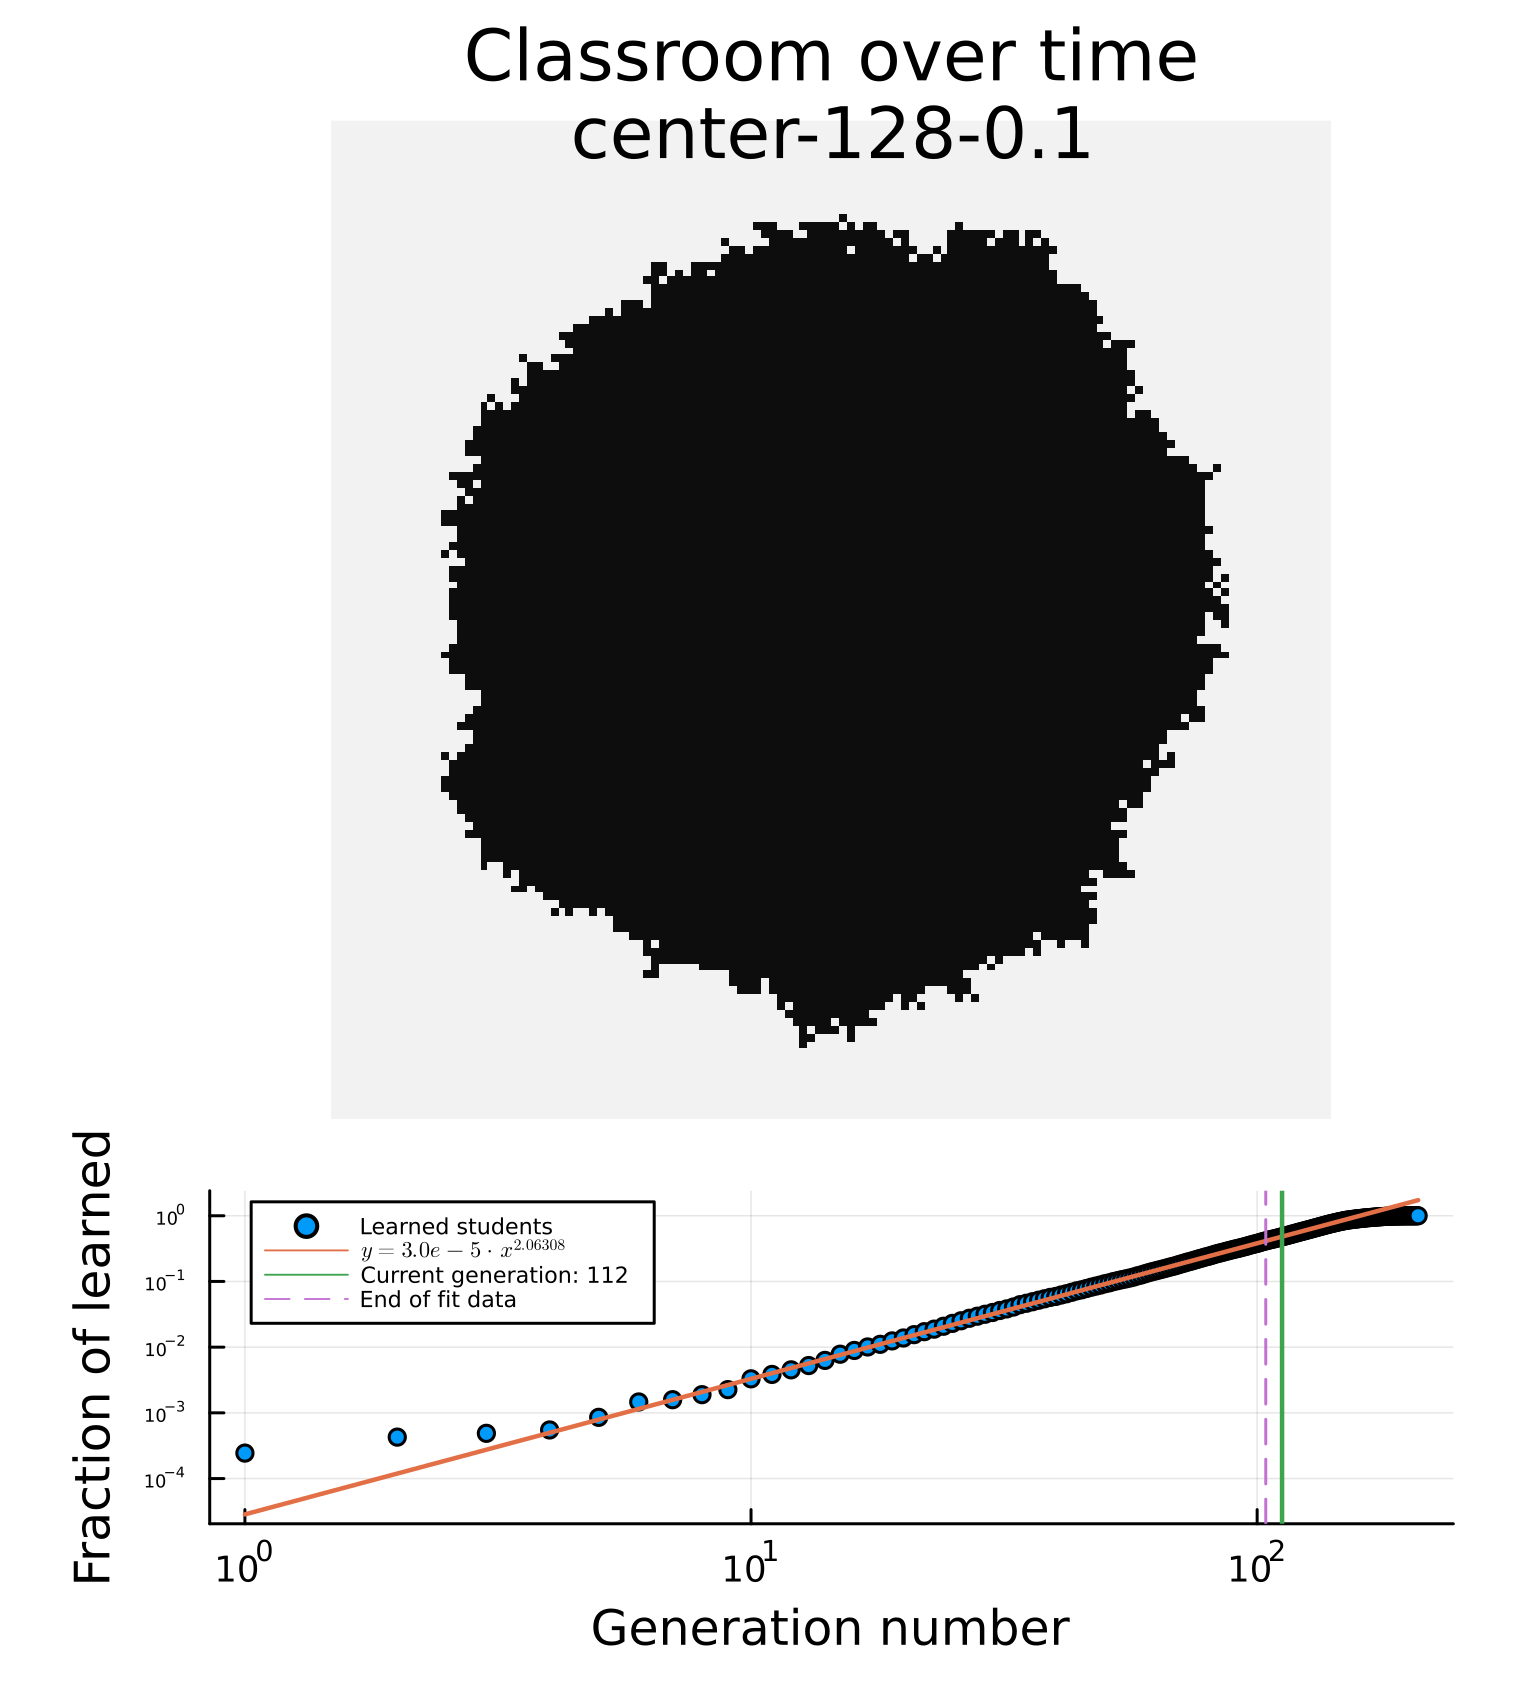 Classroom over time
center-128-0.1
Fraction of learned
10⁰
10⁻¹
10⁻²
10⁻³
10⁻⁴
Learned students
y = 3.0e − 5 · x^2.06308
Current generation: 112
End of fit data
10⁰ 10¹ 10²
Generation number